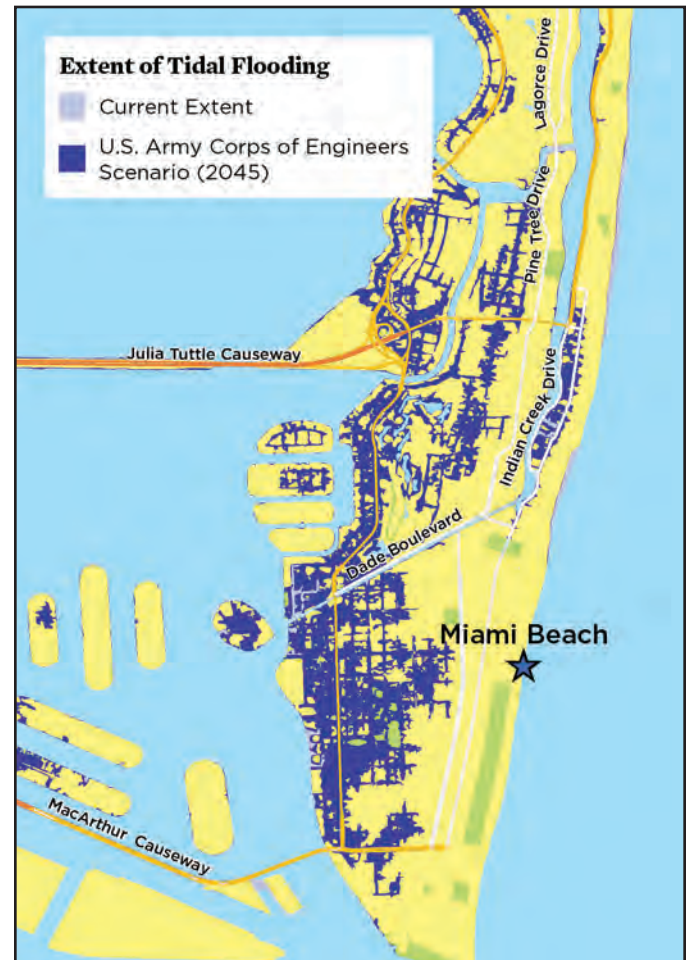 Extent of Tidal Flooding
Current Extent
U.S. Army Corps of Engineers
Scenario (2045)
Lagorce Drive
Pine Tree Drive
Julia Tuttle Causeway
Indian Creek Drive
Dade Boulevard
Miami Beach
MacArthur Causeway